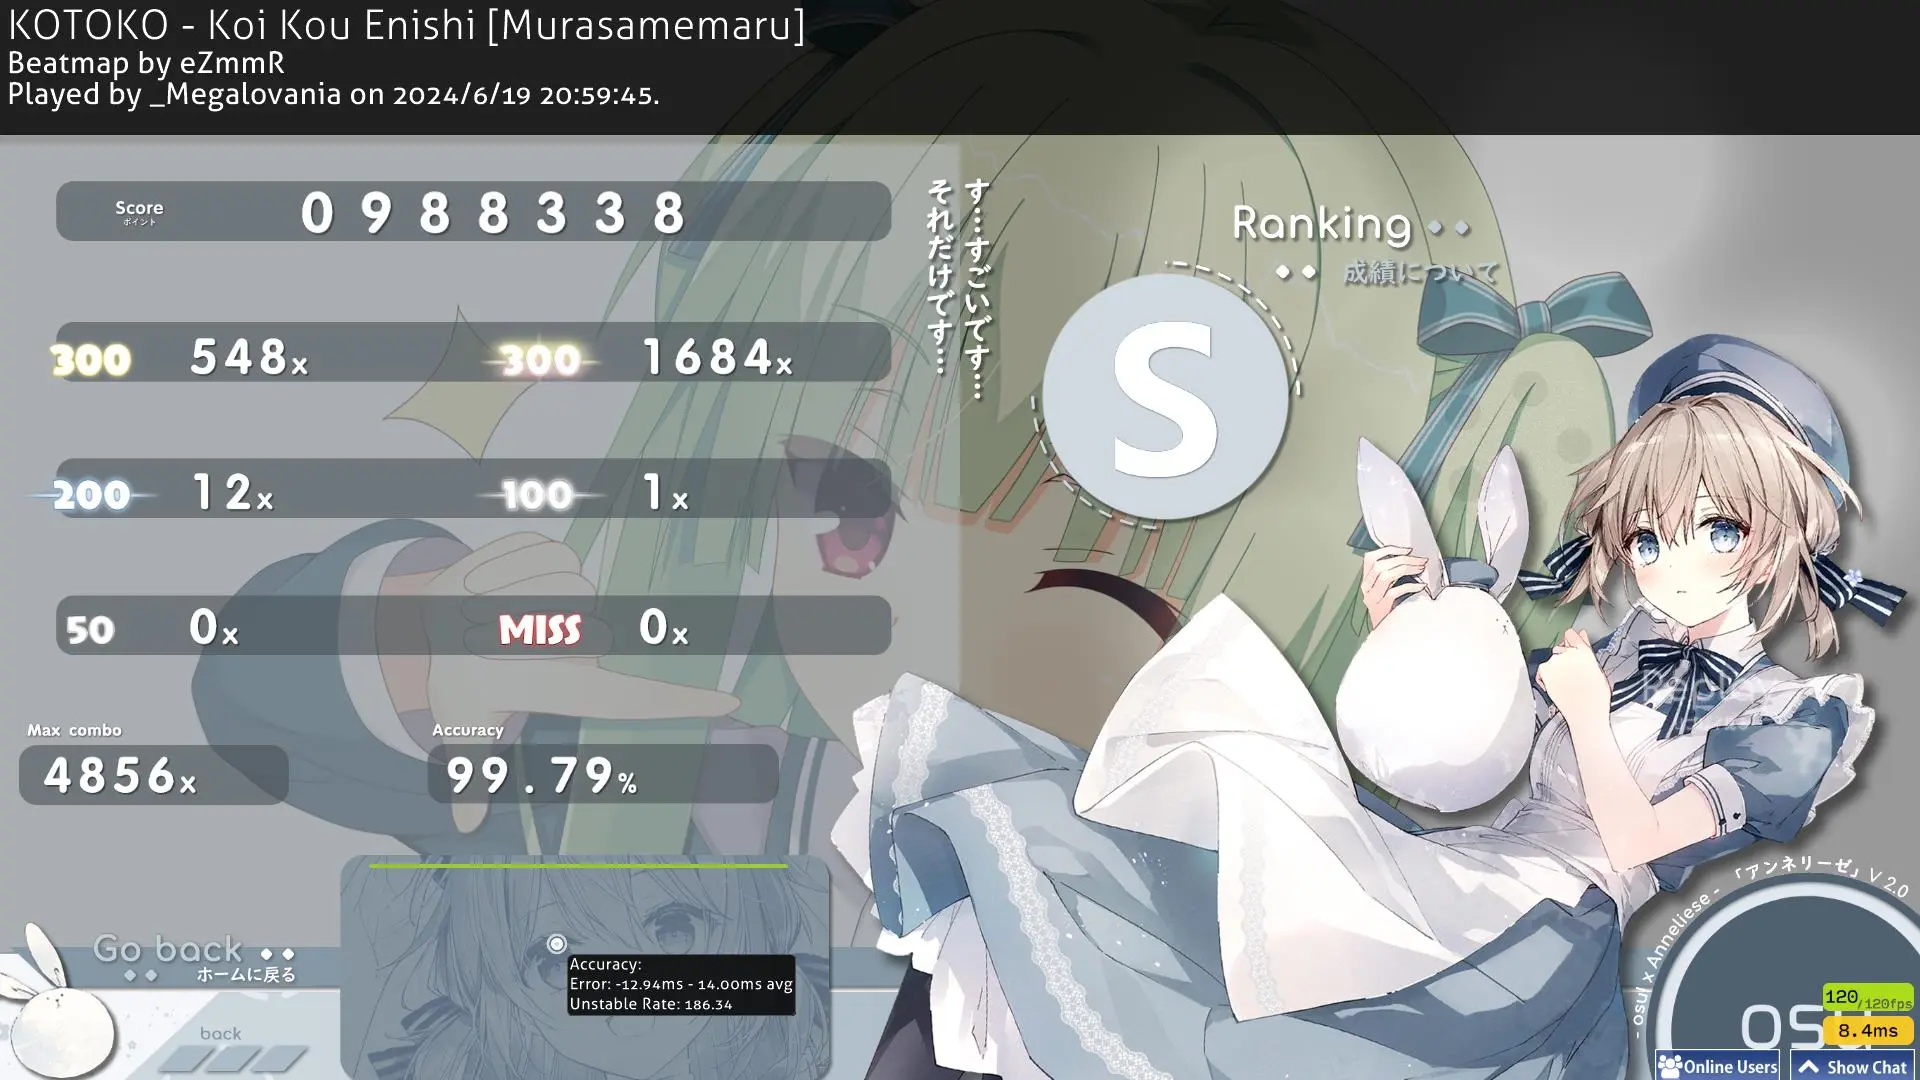 KOTOKO - Koi Kou Enishi [Murasamemaru]
Beatmap by eZmmR
Played by _Megalovania on 2024/6/19 20:59:45.
Score 0988338
ポイント
す…すごいです…
それだけです…
Ranking
成績について
S
300 548x 300 1684x
200 12x 100 1x
50 0x MISS 0x
Max combo
4856x
Accuracy
99.79%
Go back
ホームに戻る
back
Accuracy:
Error: -12.94ms - 14.00ms avg
Unstable Rate: 186.34
- osu! x Anneliese - 「アンネリーゼ」 V 2.0
120/120fps
8.4ms
Online Users
Show Chat